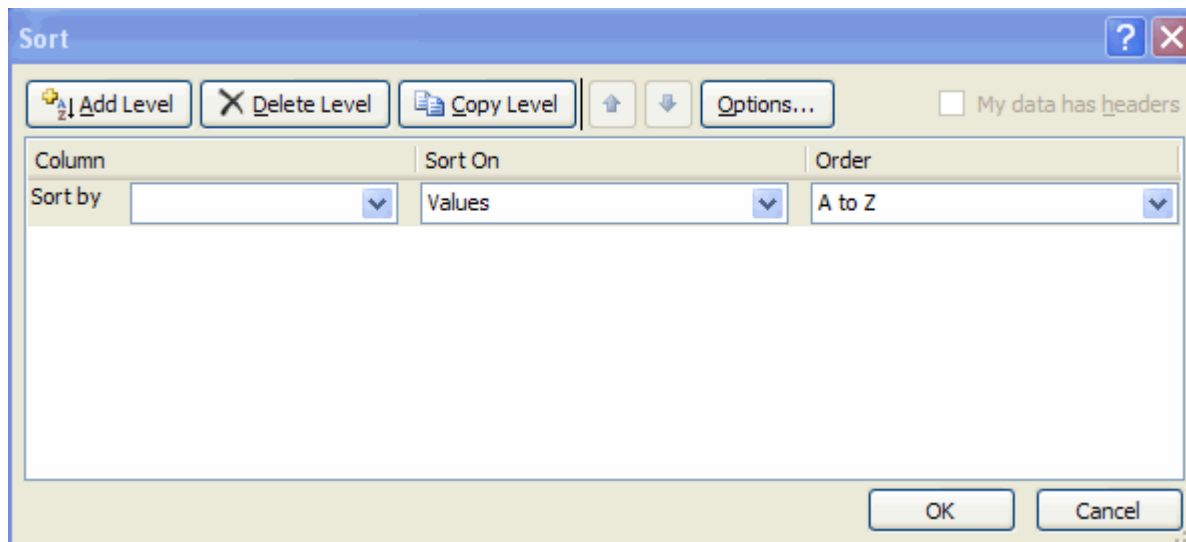 Sort
Add Level Delete Level Copy Level Options... My data has headers
Column Sort On Order
Sort by Values A to Z
OK Cancel